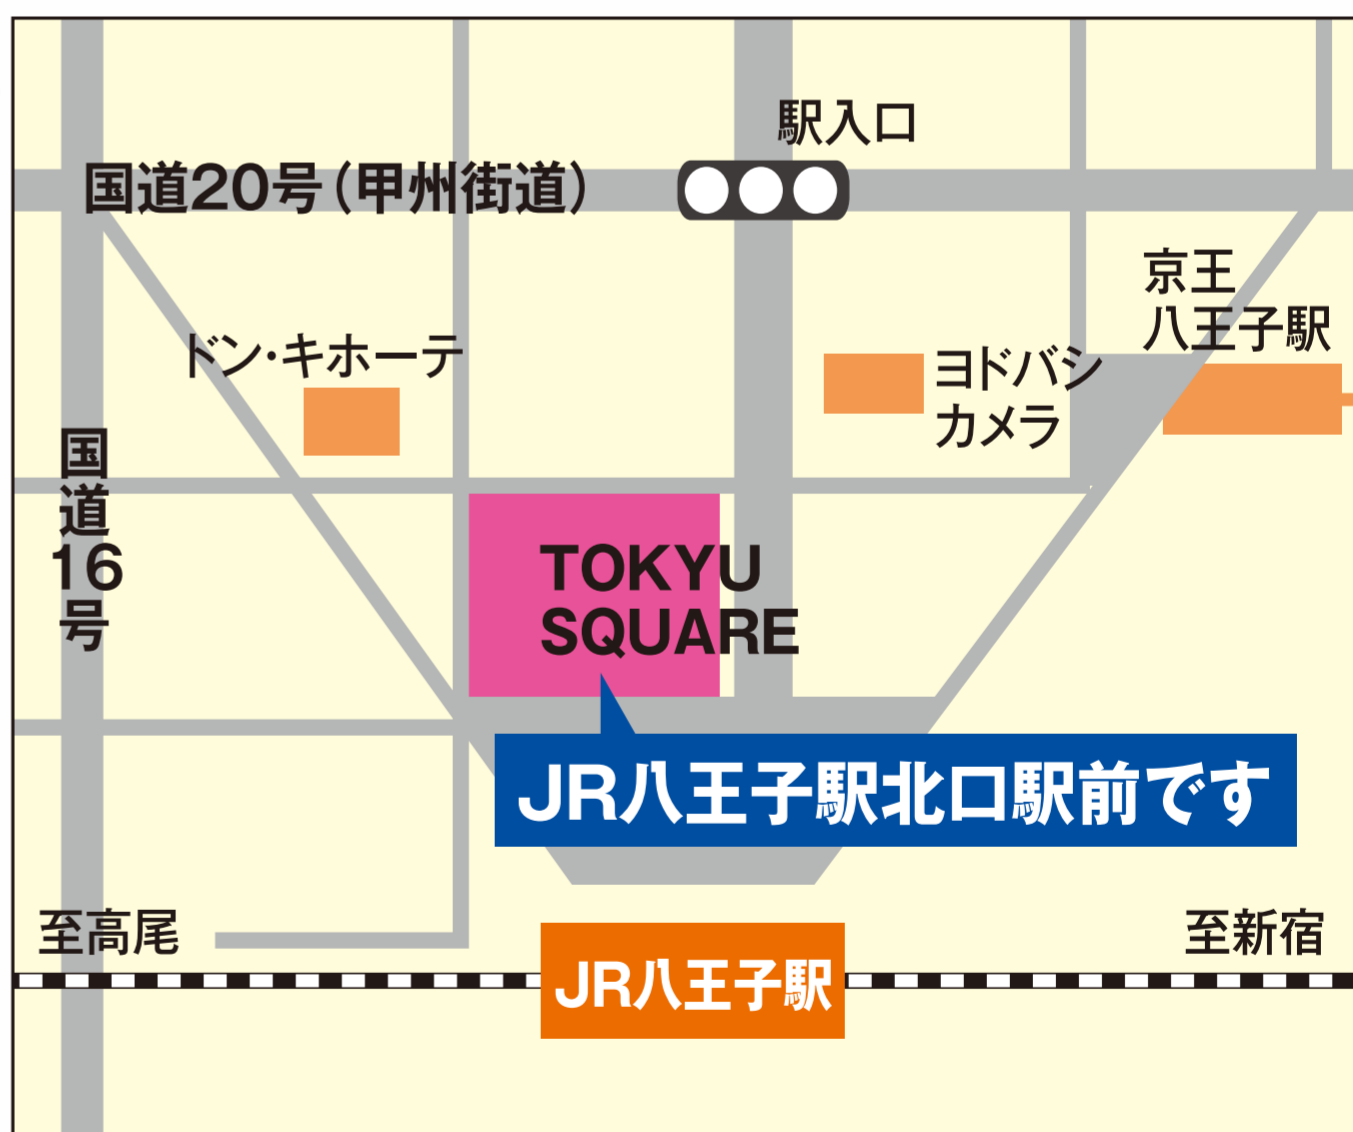 駅入口
国道20号（甲州街道）
京王
八王子駅
ドン・キホーテ
ヨドバシ
カメラ
国道16号
TOKYU
SQUARE
JR八王子駅北口駅前です
至高尾
至新宿
JR八王子駅